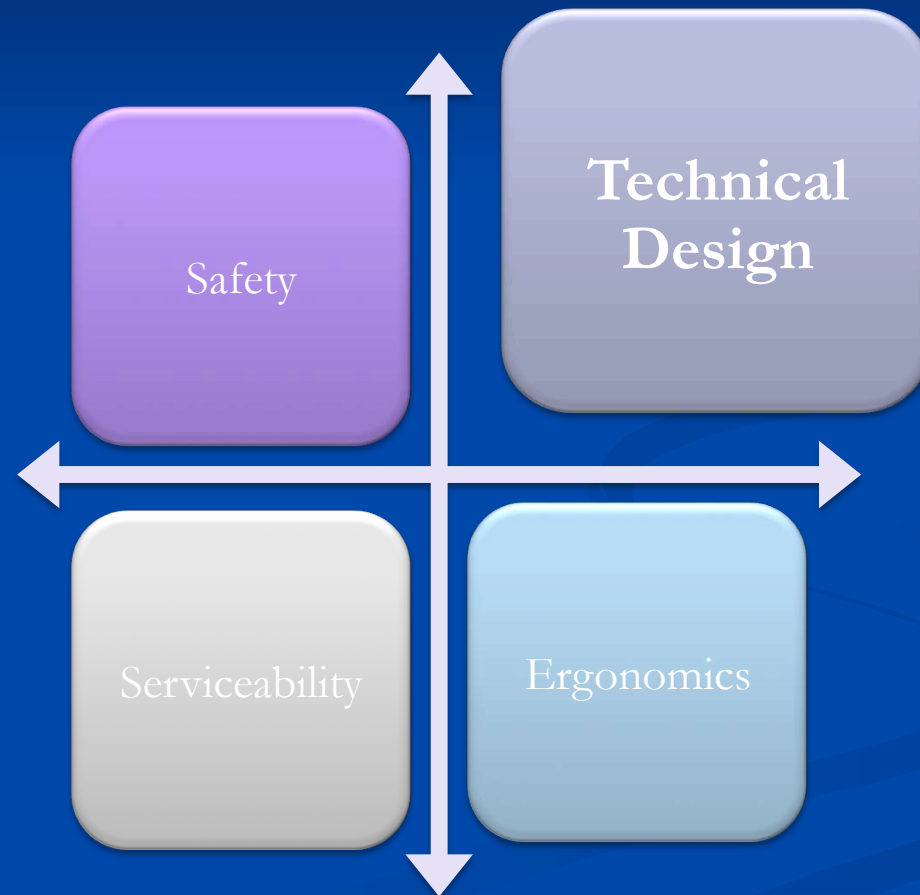 Safety
Technical
Design
Serviceability
Ergonomics